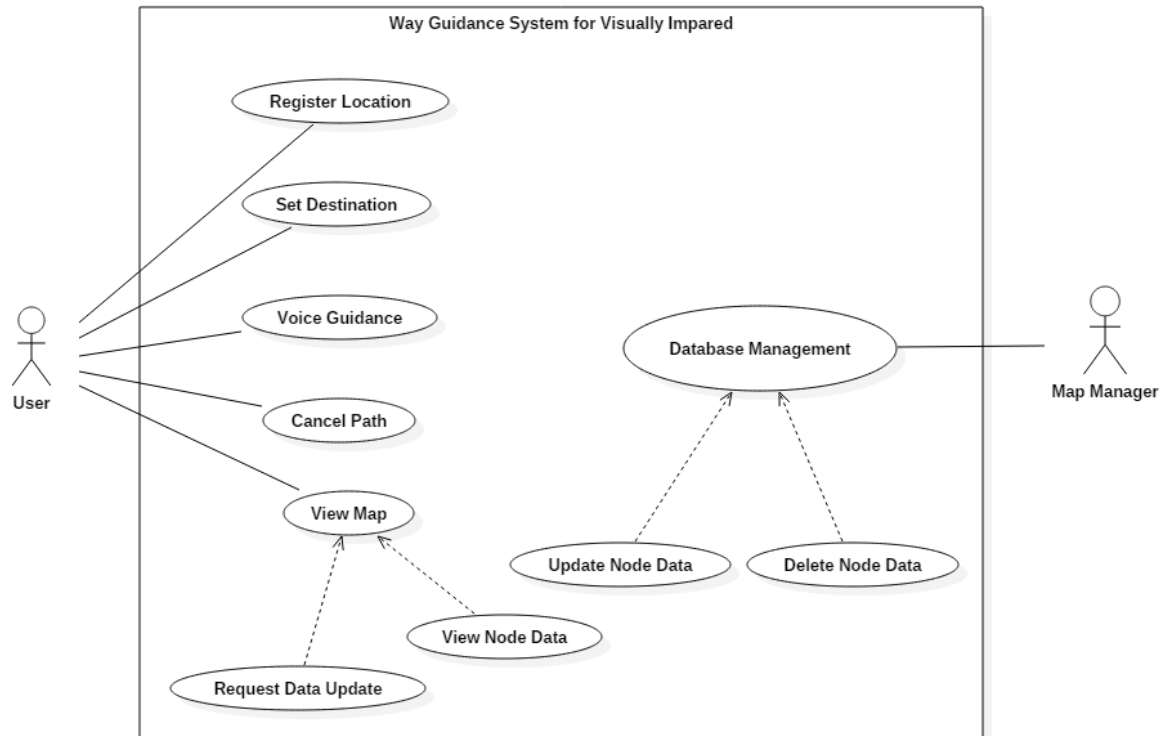 Way Guidance System for Visually Impared
Register Location
Set Destination
Voice Guidance
Database Management
User
Map Manager
Cancel Path
View Map
Update Node Data
Delete Node Data
View Node Data
Request Data Update